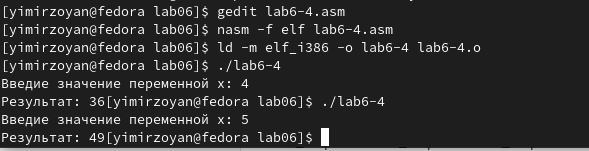 [yimirzoyan@fedora lab06]$ gedit lab6-4.asm
[yimirzoyan@fedora lab06]$ nasm -f elf lab6-4.asm
[yimirzoyan@fedora lab06]$ ld -m elf_i386 -o lab6-4 lab6-4.o
[yimirzoyan@fedora lab06]$ ./lab6-4
Введие значение переменной x: 4
Результат: 36[yimirzoyan@fedora lab06]$ ./lab6-4
Введие значение переменной x: 5
Результат: 49[yimirzoyan@fedora lab06]$